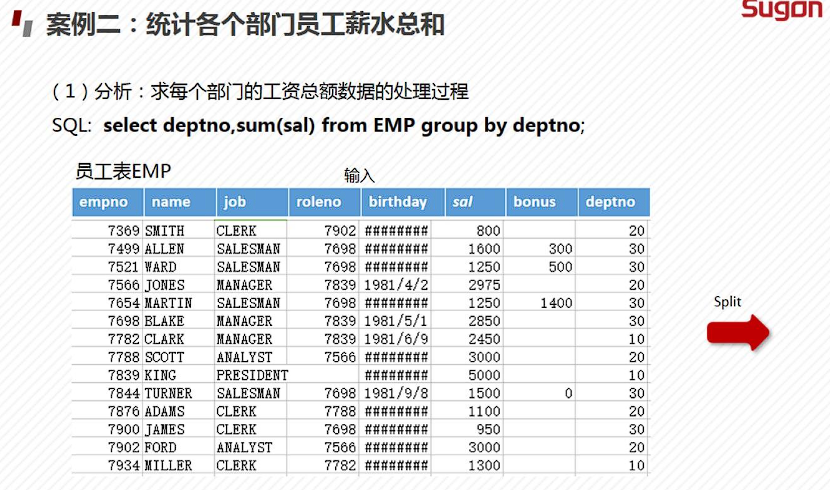 Sugon
案例二：统计各个部门员工薪水总和
（1）分析：求每个部门的工资总额数据的处理过程
SQL: select deptno,sum(sal) from EMP group by deptno;
员工表EMP
输入
empno name job roleno birthday sal bonus deptno
7369 SMITH CLERK 7902 ######## 800 20
7499 ALLEN SALESMAN 7698 ######## 1600 300 30
7521 WARD SALESMAN 7698 ######## 1250 500 30
7566 JONES MANAGER 7839 1981/4/2 2975 20
7654 MARTIN SALESMAN 7698 ######## 1250 1400 30
7698 BLAKE MANAGER 7839 1981/5/1 2850 30
7782 CLARK MANAGER 7839 1981/6/9 2450 10
7788 SCOTT ANALYST 7566 ######## 3000 20
7839 KING PRESIDENT ######## 5000 10
7844 TURNER SALESMAN 7698 1981/9/8 1500 0 30
7876 ADAMS CLERK 7788 ######## 1100 20
7900 JAMES CLERK 7698 ######## 950 30
7902 FORD ANALYST 7566 ######## 3000 20
7934 MILLER CLERK 7782 ######## 1300 10
Split